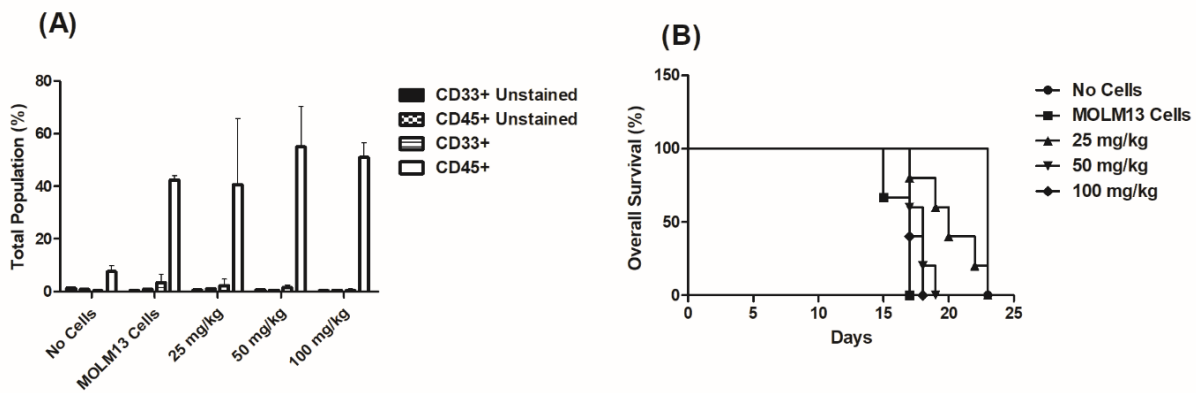 (A)
Total Population (%)
80
60
40
20
0
No Cells
MOLM13 Cells
25 mg/kg
50 mg/kg
100 mg/kg
CD33+ Unstained
CD45+ Unstained
CD33+
CD45+
(B)
Overall Survival (%)
150
100
50
0
0
5
10
15
20
25
Days
No Cells
MOLM13 Cells
25 mg/kg
50 mg/kg
100 mg/kg